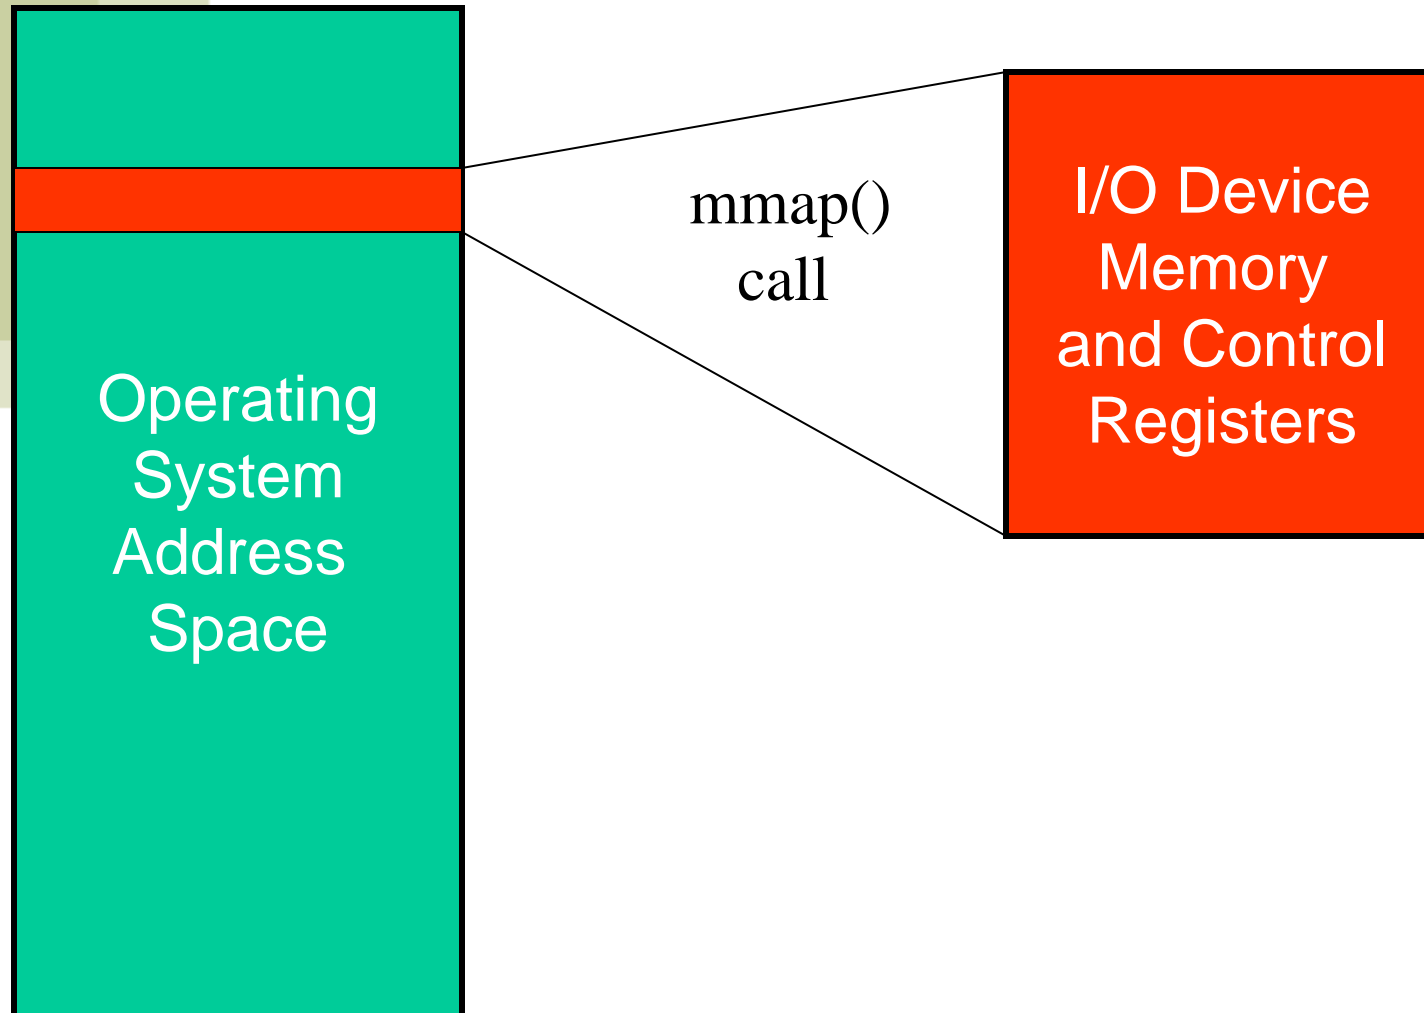 Operating
System
Address
Space
mmap()
call
I/O Device
Memory
and Control
Registers